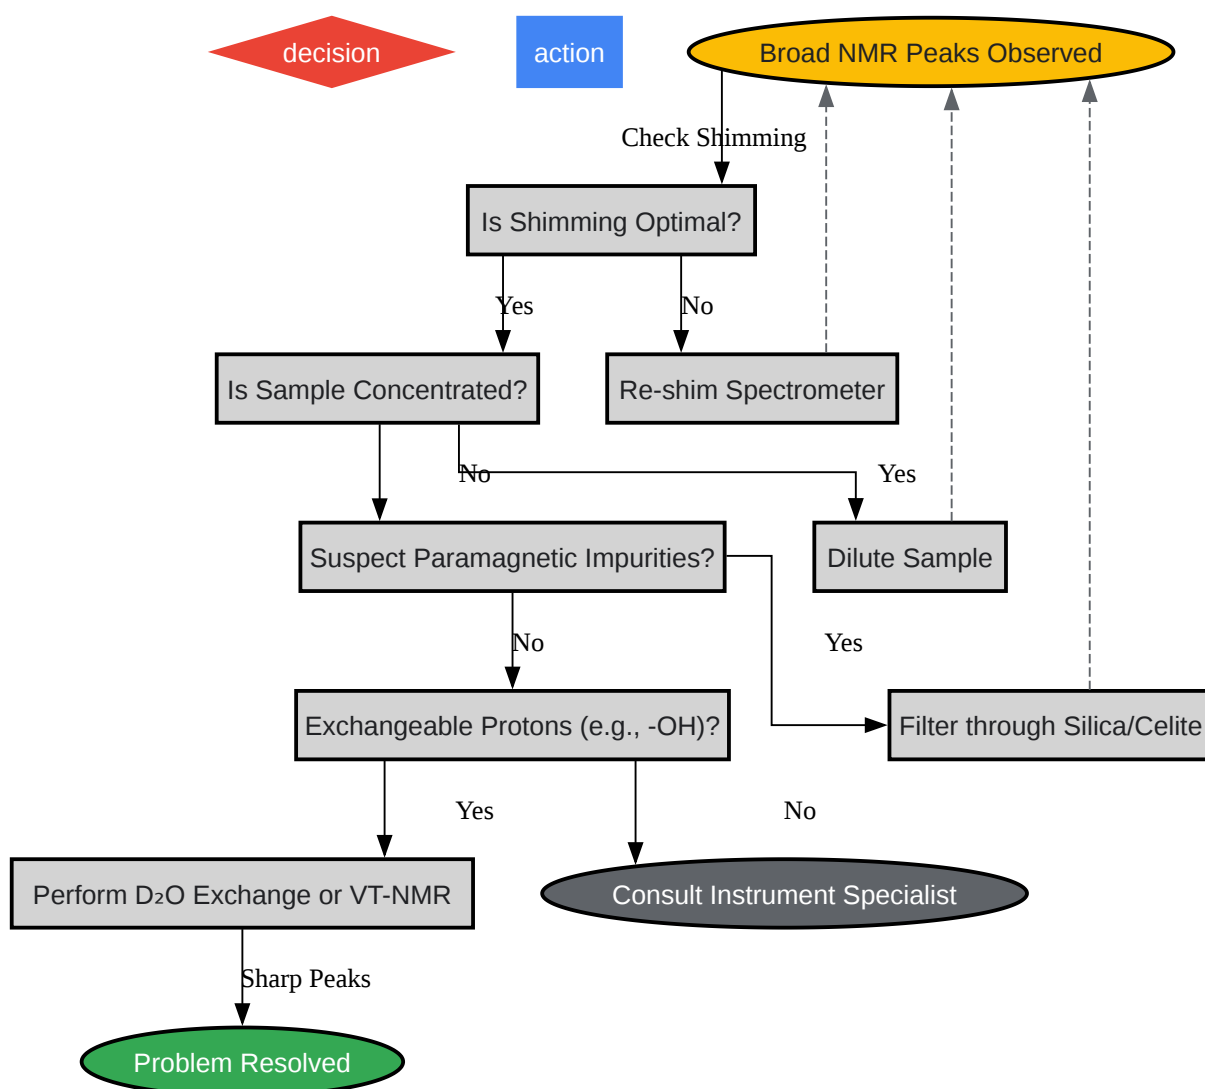 decision
action
Broad NMR Peaks Observed
Check Shimming
Is Shimming Optimal?
Yes
No
Is Sample Concentrated?
Re-shim Spectrometer
No
Yes
Suspect Paramagnetic Impurities?
Dilute Sample
No
Yes
Exchangeable Protons (e.g., -OH)?
Filter through Silica/Celite
Yes
No
Perform D₂O Exchange or VT-NMR
Consult Instrument Specialist
Sharp Peaks
Problem Resolved